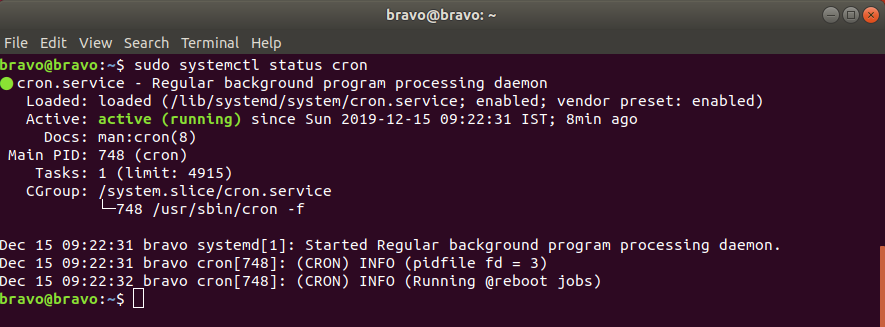 bravo@bravo: ~
File Edit View Search Terminal Help
bravo@bravo:~$ sudo systemctl status cron
● cron.service - Regular background program processing daemon
   Loaded: loaded (/lib/systemd/system/cron.service; enabled; vendor preset: enabled)
   Active: active (running) since Sun 2019-12-15 09:22:31 IST; 8min ago
     Docs: man:cron(8)
 Main PID: 748 (cron)
    Tasks: 1 (limit: 4915)
   CGroup: /system.slice/cron.service
           └─748 /usr/sbin/cron -f
Dec 15 09:22:31 bravo systemd[1]: Started Regular background program processing daemon.
Dec 15 09:22:31 bravo cron[748]: (CRON) INFO (pidfile fd = 3)
Dec 15 09:22:32 bravo cron[748]: (CRON) INFO (Running @reboot jobs)
bravo@bravo:~$